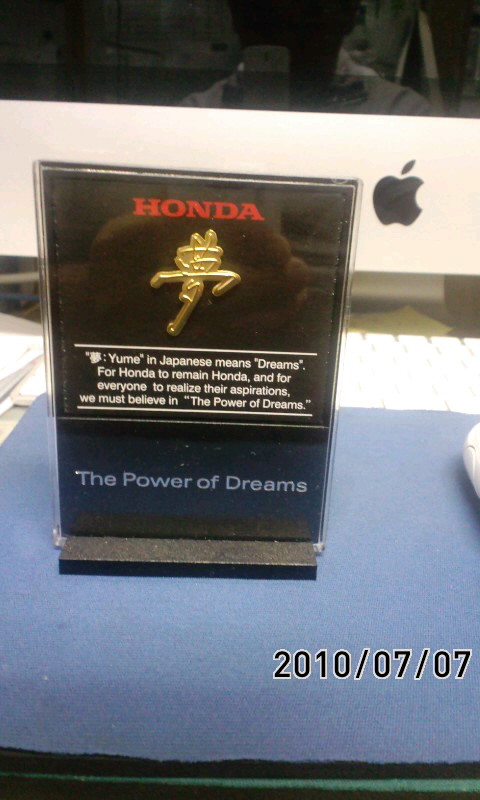 HONDA
夢
"夢:Yume" in Japanese means "Dreams".
For Honda to remain Honda, and for
everyone to realize their aspirations,
we must believe in "The Power of Dreams."
The Power of Dreams
2010/07/07